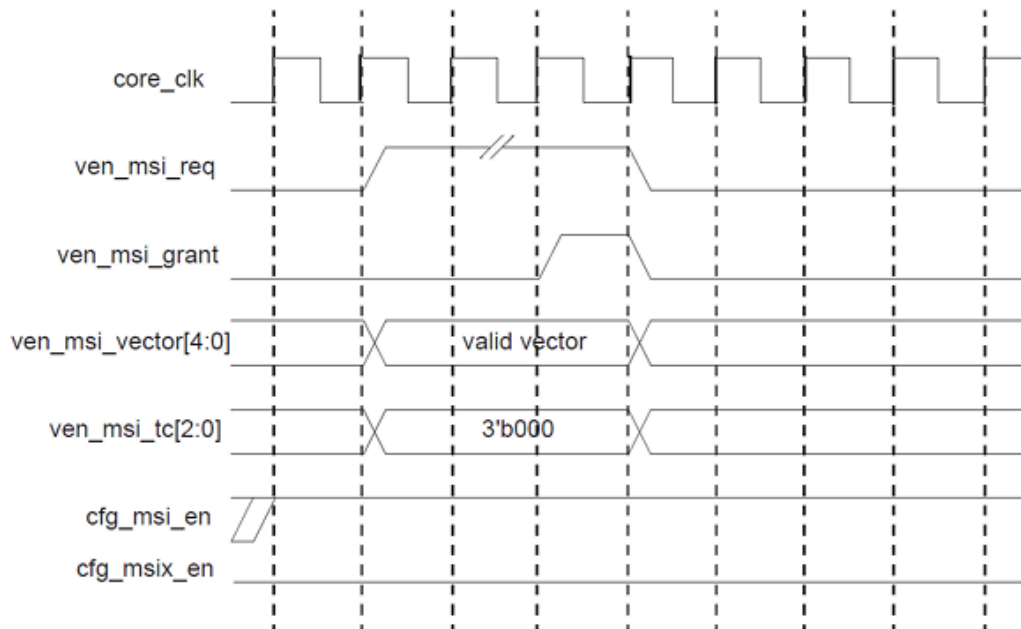 core_clk
ven_msi_req
ven_msi_grant
ven_msi_vector[4:0]
valid vector
ven_msi_tc[2:0]
3'b000
cfg_msi_en
cfg_msix_en